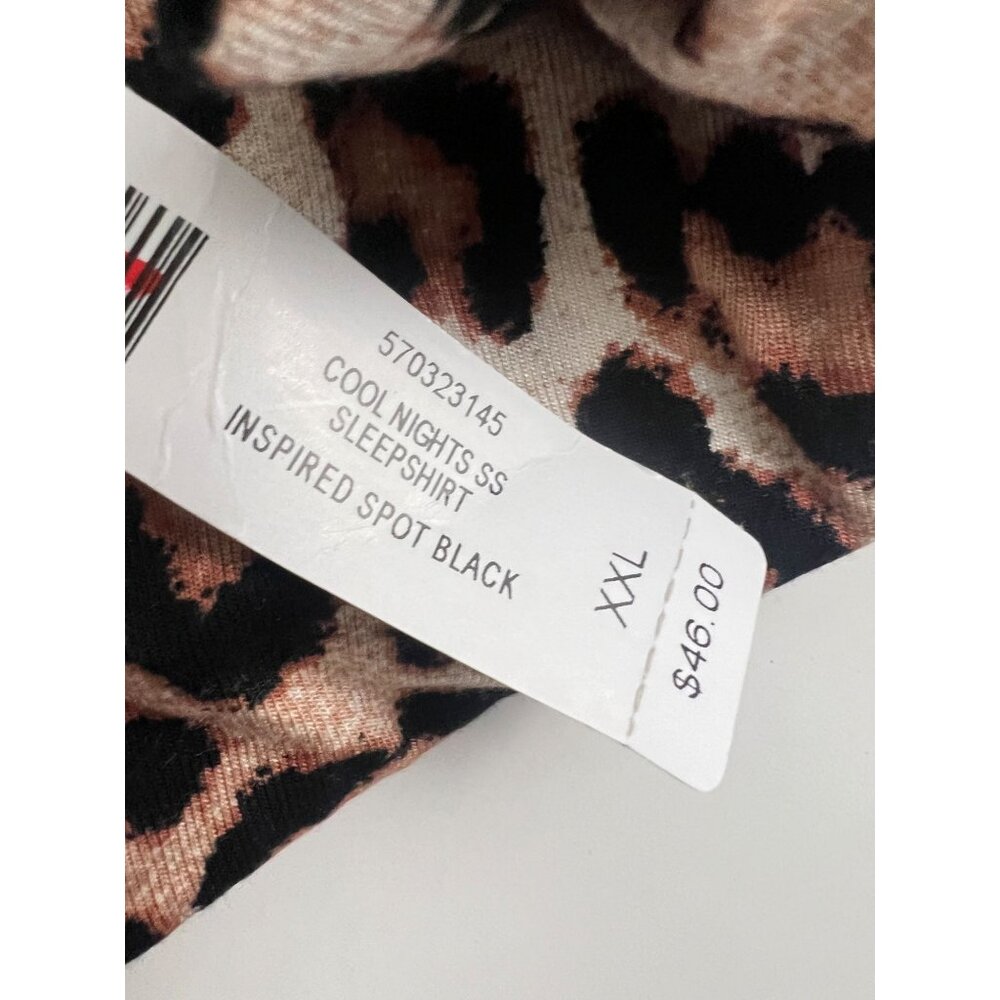 570323145
COOL NIGHTS SS
SLEEPSHIRT
INSPIRED SPOT BLACK
XXL
$46.00